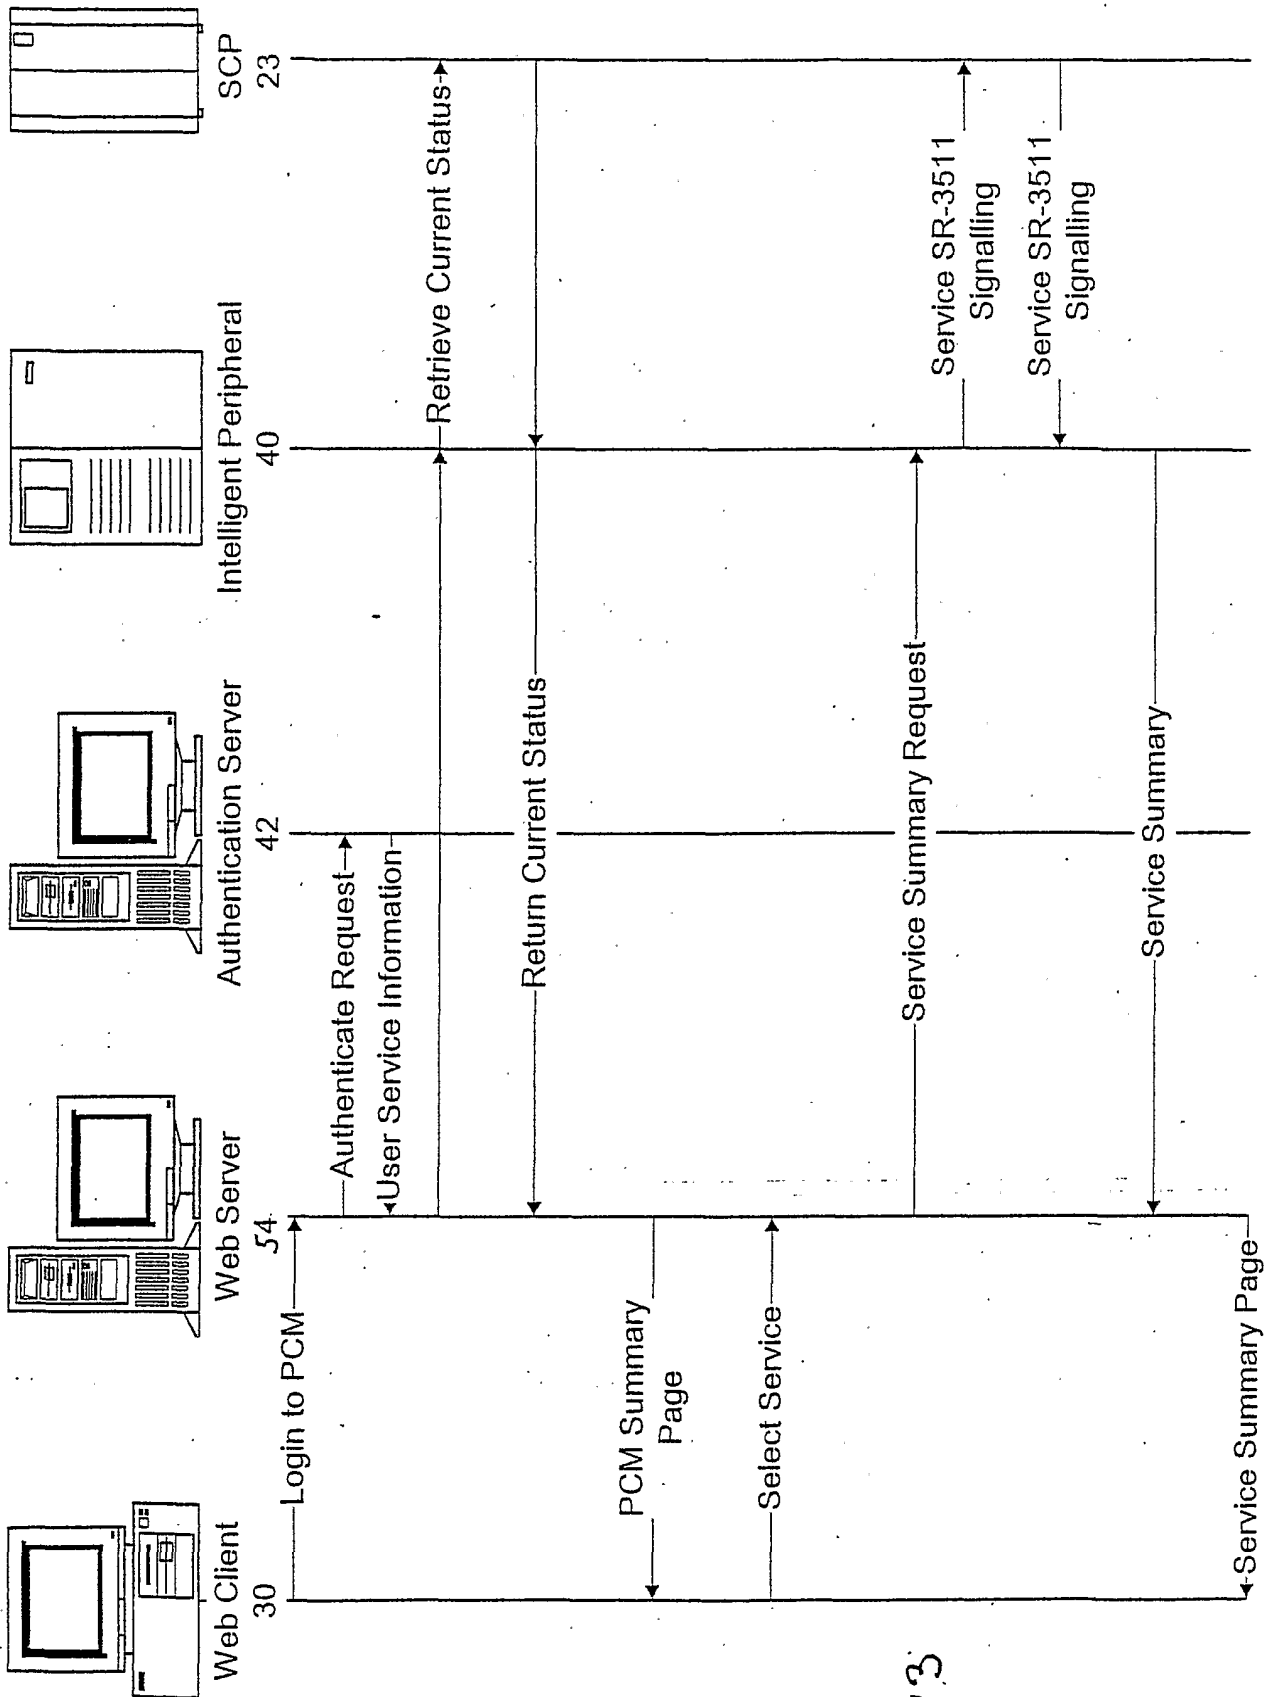 Web Client
30
Web Server
54
Authentication Server
42
Intelligent Peripheral
40
SCP
23
Login to PCM
Authenticate Request
User Service Information
Retrieve Current Status
Return Current Status
PCM Summary
Page
Select Service
Service Summary Request
Service SR-3511
Signalling
Service SR-3511
Signalling
Service Summary
Service Summary Page
3